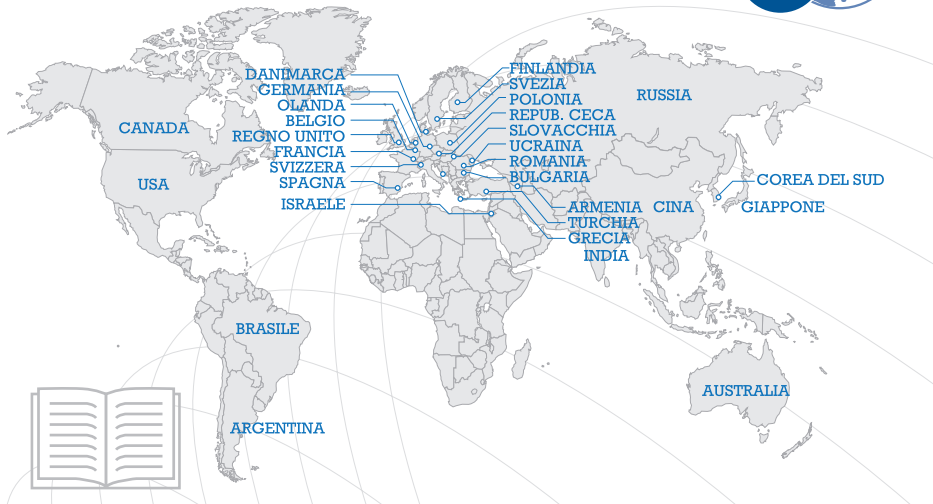 DANIMARCA
GERMANIA
OLANDA
BELGIO
REGNO UNITO
FRANCIA
SVIZZERA
SPAGNA
ISRAELE
FINLANDIA
SVEZIA
POLONIA
REPUB. CECA
SLOVACCHIA
UCRAINA
ROMANIA
BULGARIA
ARMENIA
TURCHIA
GRECIA
INDIA
RUSSIA
CINA
COREA DEL SUD
GIAPPONE
CANADA
USA
BRASILE
ARGENTINA
AUSTRALIA